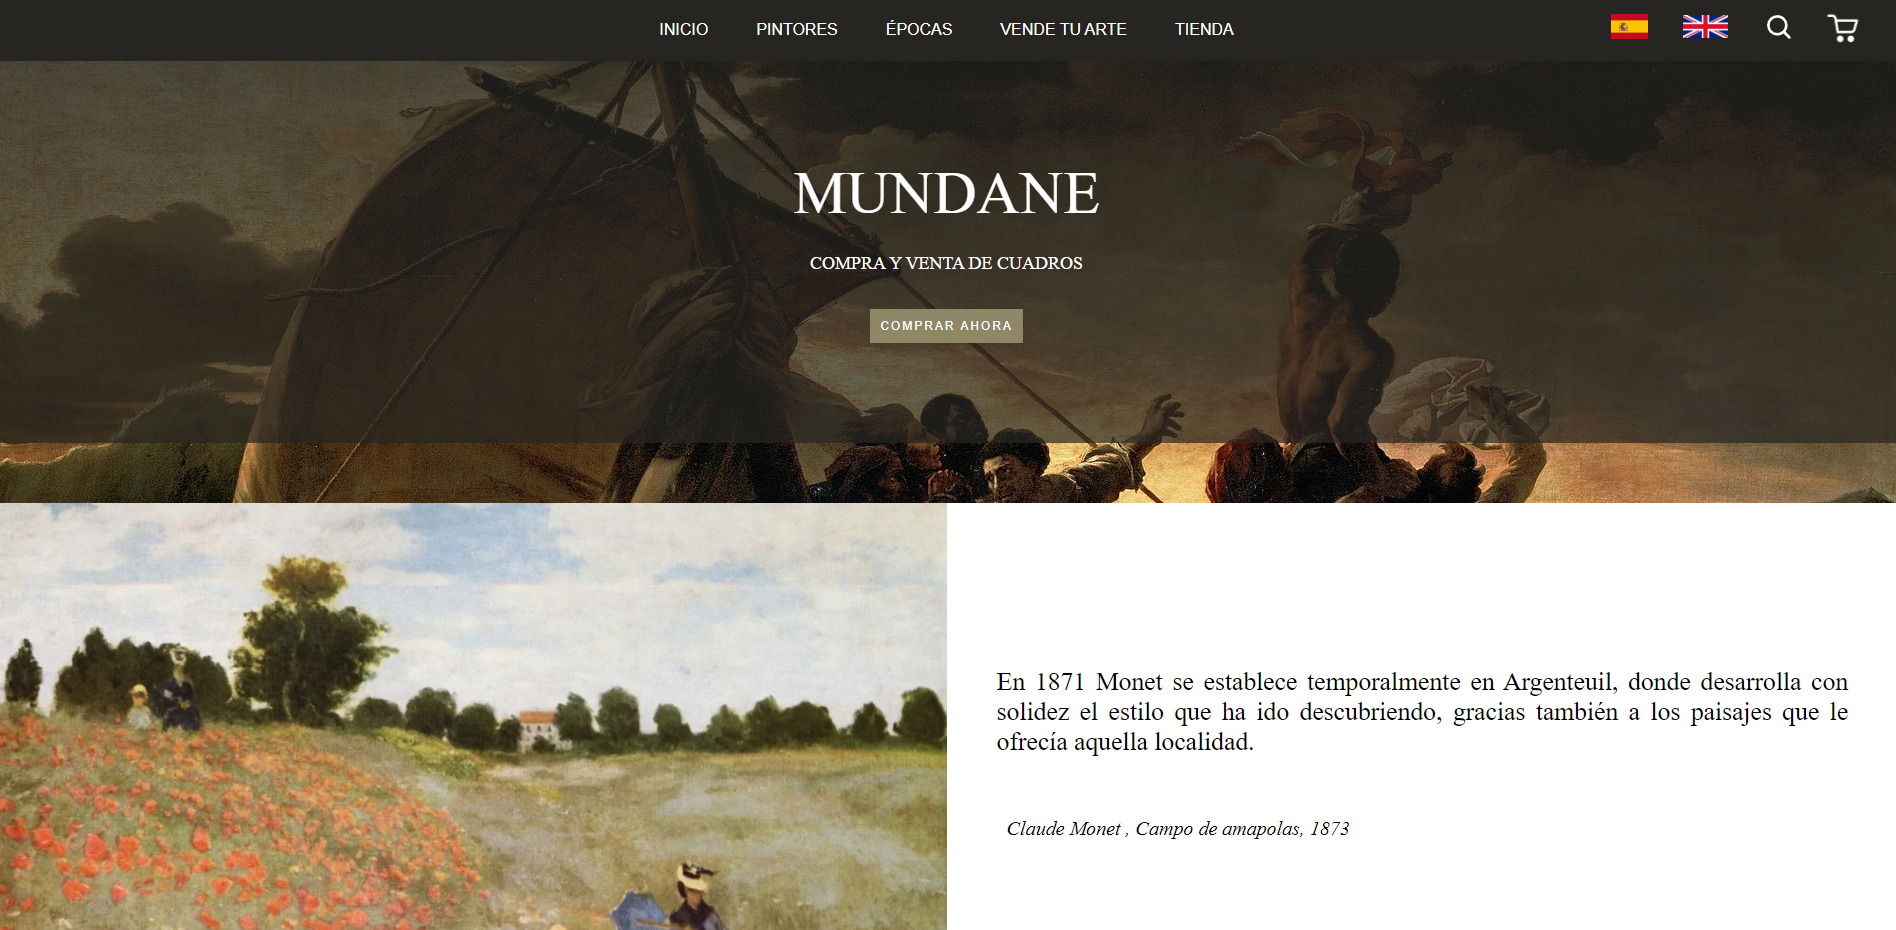 INICIO PINTORES ÉPOCAS VENDE TU ARTE TIENDA
MUNDANE
COMPRA Y VENTA DE CUADROS
COMPRAR AHORA
En 1871 Monet se establece temporalmente en Argenteuil, donde desarrolla con
solidez el estilo que ha ido descubriendo, gracias también a los paisajes que le
ofrecía aquella localidad.
Claude Monet , Campo de amapolas, 1873